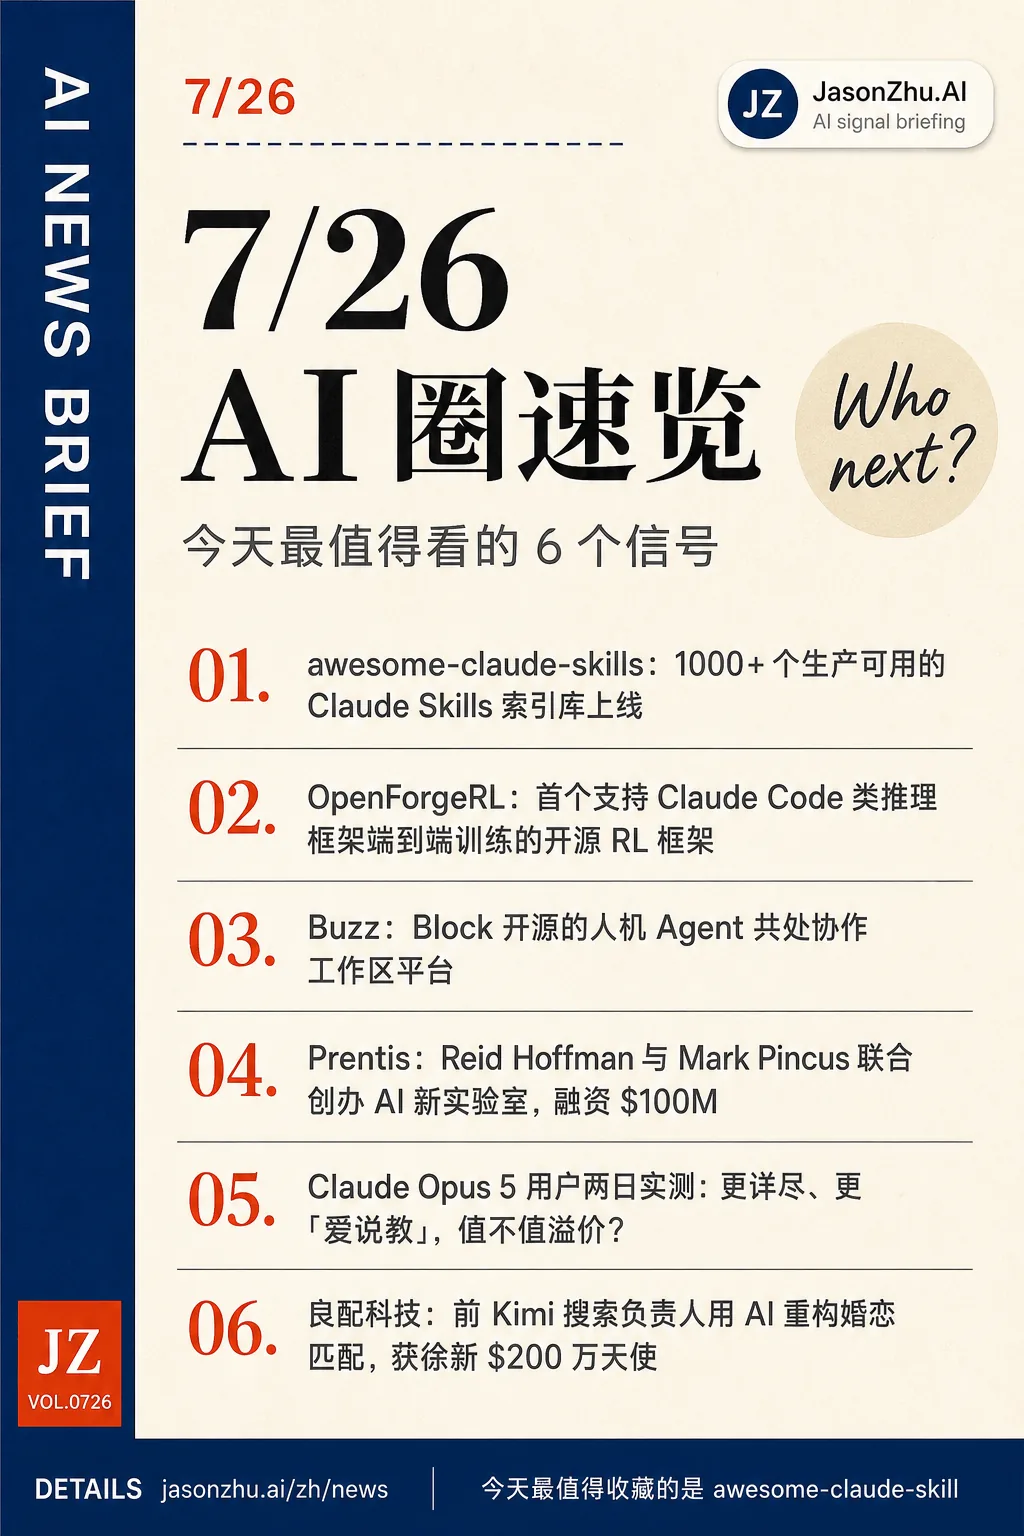 AI NEWS BRIEF
7/26
JZ
JasonZhu.AI
AI signal briefing
7/26
AI 圈速览
Who
next?
今天最值得看的 6 个信号
01.
awesome-claude-skills：1000+ 个生产可用的
Claude Skills 索引库上线
02.
OpenForgeRL：首个支持 Claude Code 类推理
框架端到端训练的开源 RL 框架
03.
Buzz：Block 开源的人机 Agent 共处协作
工作区平台
04.
Prentis：Reid Hoffman 与 Mark Pincus 联合
创办 AI 新实验室，融资 $100M
05.
Claude Opus 5 用户两日实测：更详尽、更
「爱说教」，值不值溢价？
06.
良配科技：前 Kimi 搜索负责人用 AI 重构婚恋
匹配，获徐新 $200 万天使
JZ
VOL.0726
DETAILS jasonzhu.ai/zh/news
今天最值得收藏的是 awesome-claude-skill